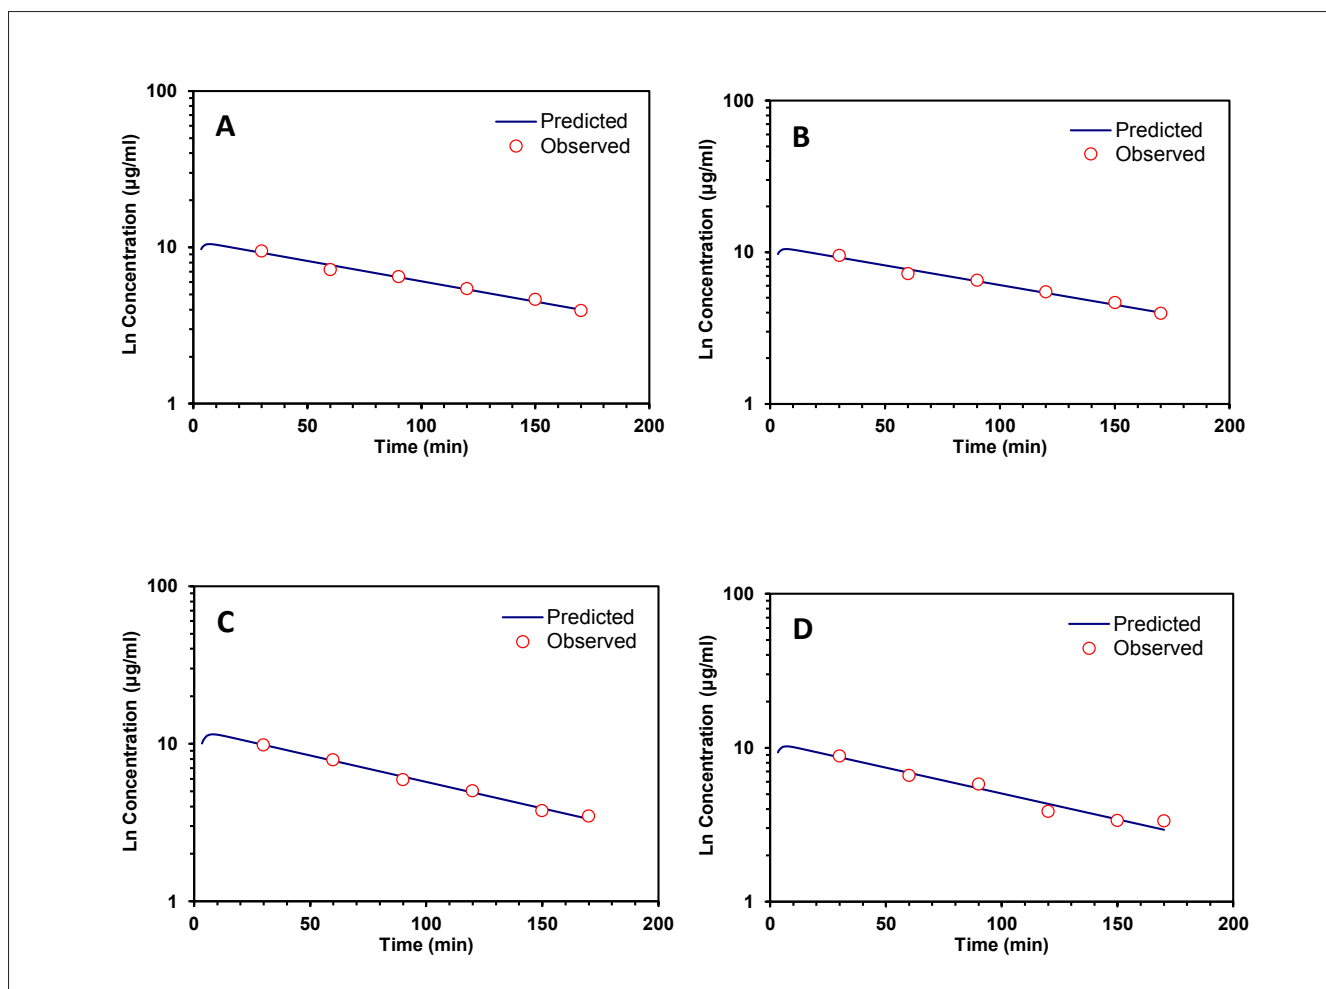 100
A
Predicted
Observed
Ln Concentration (µg/ml)
10
1
0
50
100
150
200
Time (min)
100
B
Predicted
Observed
Ln Concentration (µg/ml)
10
1
0
50
100
150
200
Time (min)
100
C
Predicted
Observed
Ln Concentration (µg/ml)
10
1
0
50
100
150
200
Time (min)
100
D
Predicted
Observed
Ln Concentration (µg/ml)
10
1
0
50
100
150
200
Time (min)